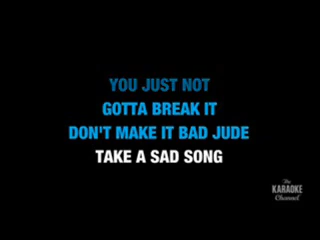 YOU JUST NOT
GOTTA BREAK IT
DON'T MAKE IT BAD JUDE
TAKE A SAD SONG
The
KARAOKE
Channel